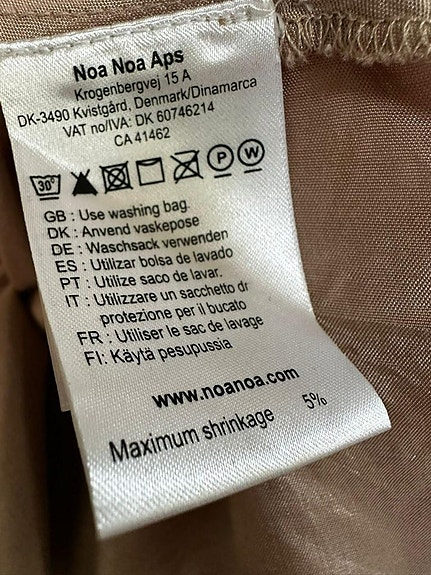 Noa Noa Aps
Krogenbergvej 15 A
DK-3490 Kvistgård, Denmark/Dinamarca
VAT no/IVA: DK 60746214
CA 41462
30° P W
GB : Use washing bag.
DK : Anvend vaskepose
DE : Waschsack verwenden
ES : Utilizar bolsa de lavado
PT : Utilize saco de lavar.
IT : Utilizzare un sacchetto dr
protezione per il bucato
FR : Utiliser le sac de lavage
FI: Käytä pesupussia
www.noanoa.com
Maximum shrinkage 5%